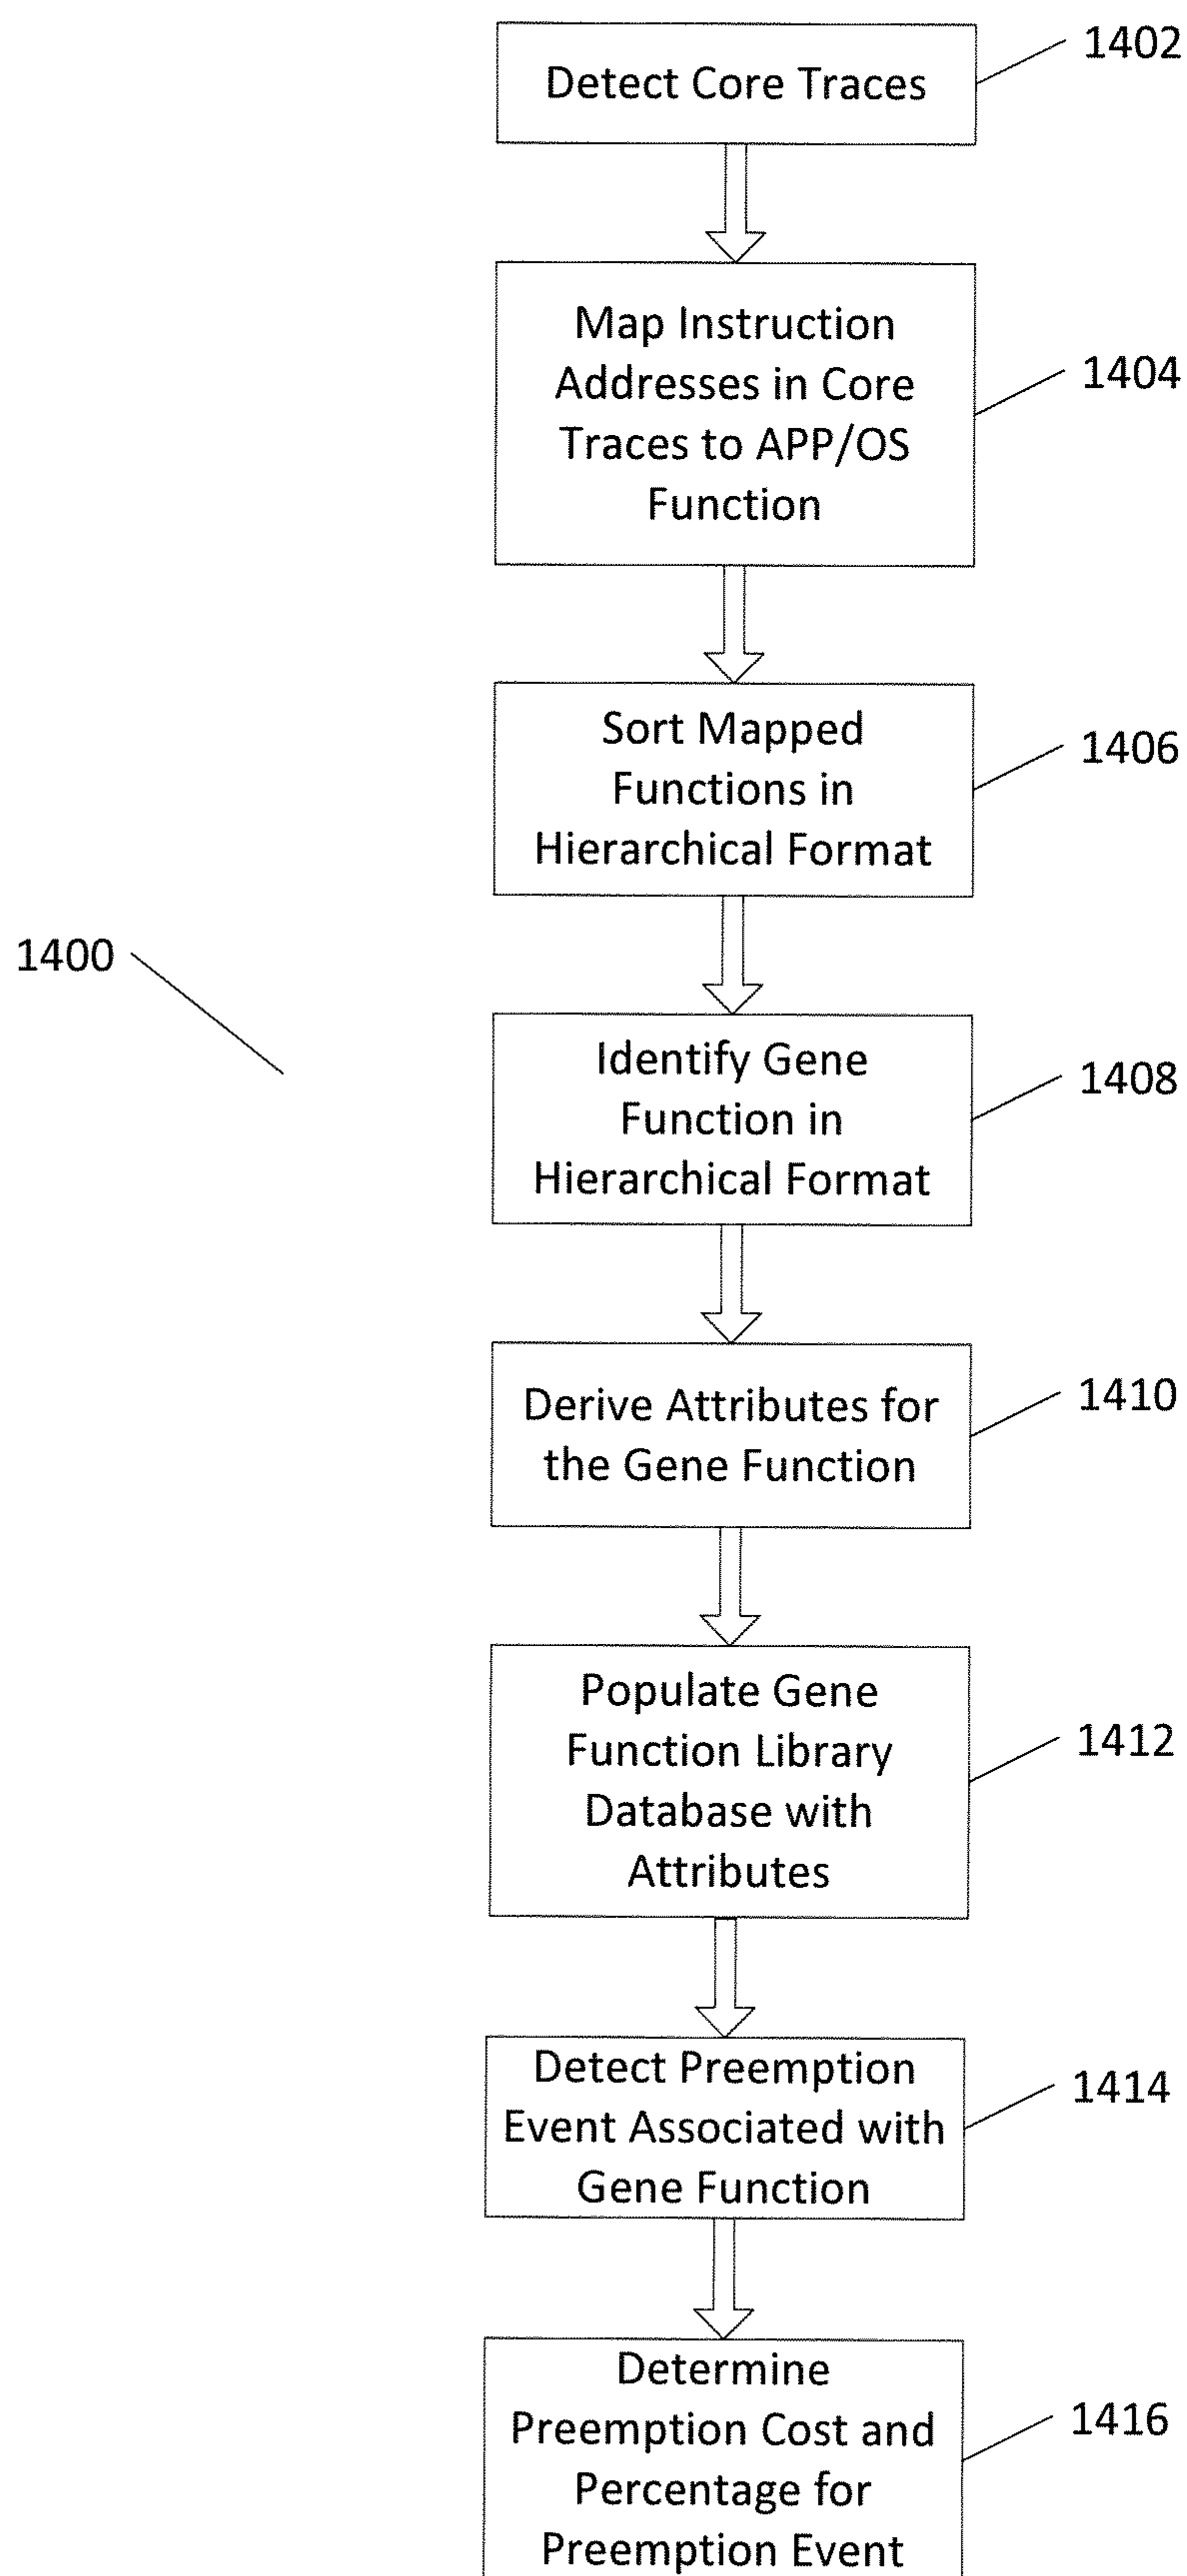 Detect Core Traces
1402
Map Instruction
Addresses in Core
Traces to APP/OS
Function
1404
Sort Mapped
Functions in
Hierarchical Format
1406
1400
Identify Gene
Function in
Hierarchical Format
1408
Derive Attributes for
the Gene Function
1410
Populate Gene
Function Library
Database with
Attributes
1412
Detect Preemption
Event Associated with
Gene Function
1414
Determine
Preemption Cost and
Percentage for
Preemption Event
1416